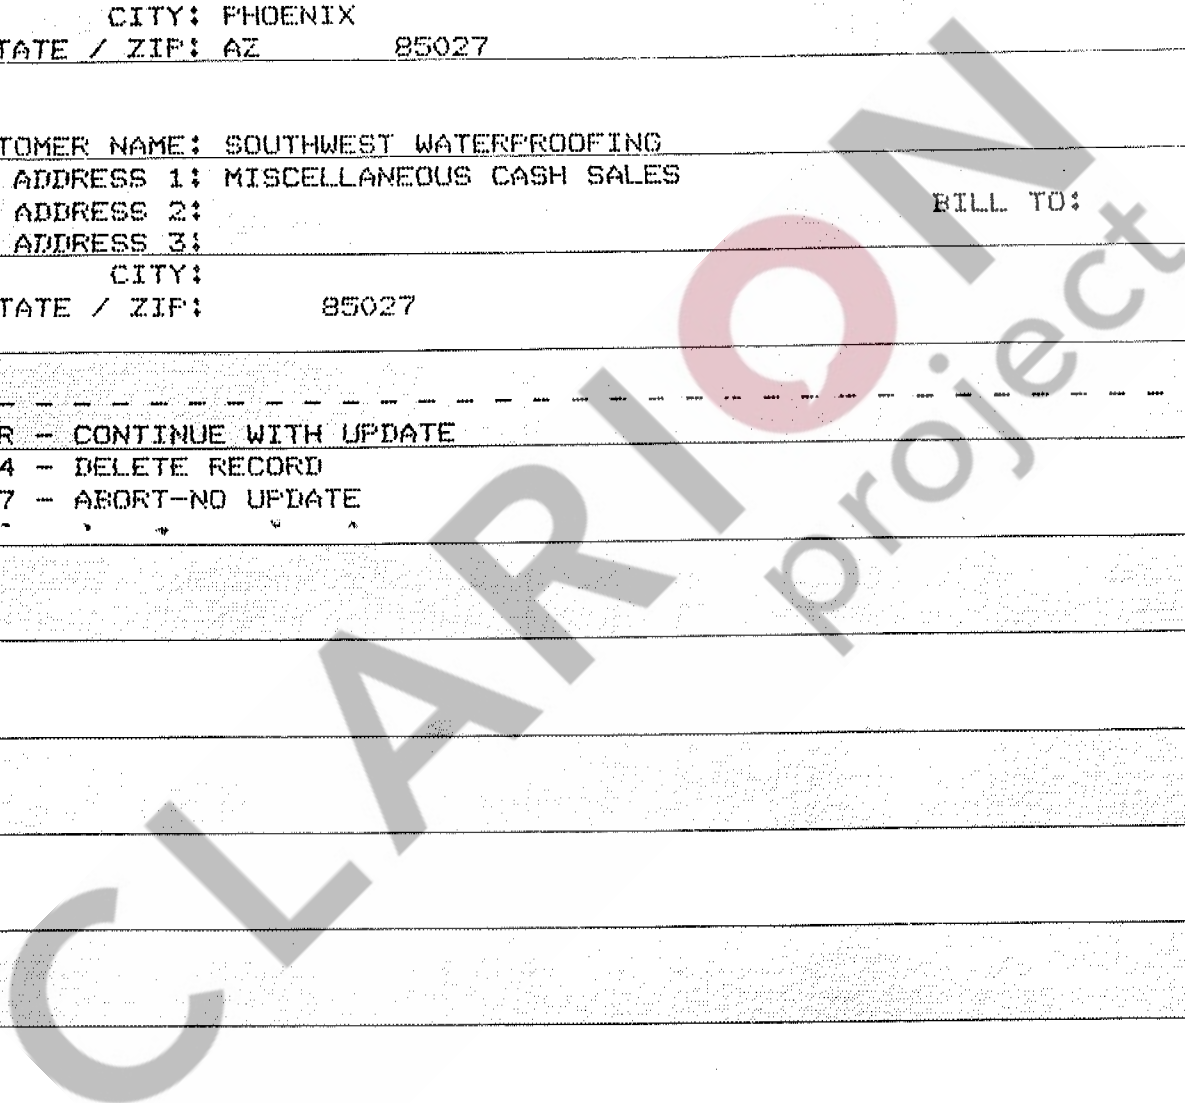 CITY: PHOENIX
TATE / ZIP: AZ 85027
TOMER NAME: SOUTHWEST WATERPROOFING
ADDRESS 1: MISCELLANEOUS CASH SALES
BILL TO:
ADDRESS 2:
ADDRESS 3:
CITY:
TATE / ZIP: 85027
R - CONTINUE WITH UPDATE
4 - DELETE RECORD
7 - ABORT-NO UPDATE
CLARION
project